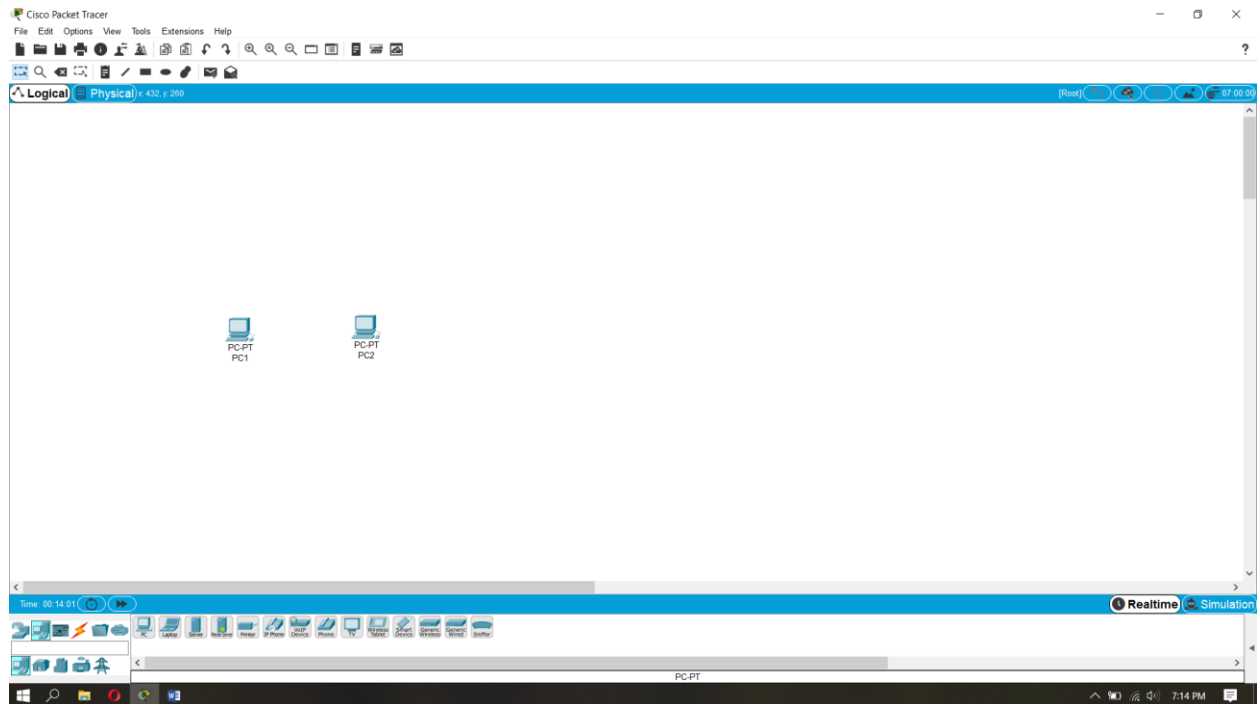 Cisco Packet Tracer
File Edit Options View Tools Extensions Help
?
Logical Physical x: 432, y: 260 [Root] 07:00:00
PC-PT
PC1
PC-PT
PC2
Time: 00:14:01 Realtime Simulation
PC Laptop Server Printer IP Phone VoIP Device Phone TV Wireless Tablet Smart Device Generic Wireless Generic Wired Sniffer
PC-PT
7:14 PM